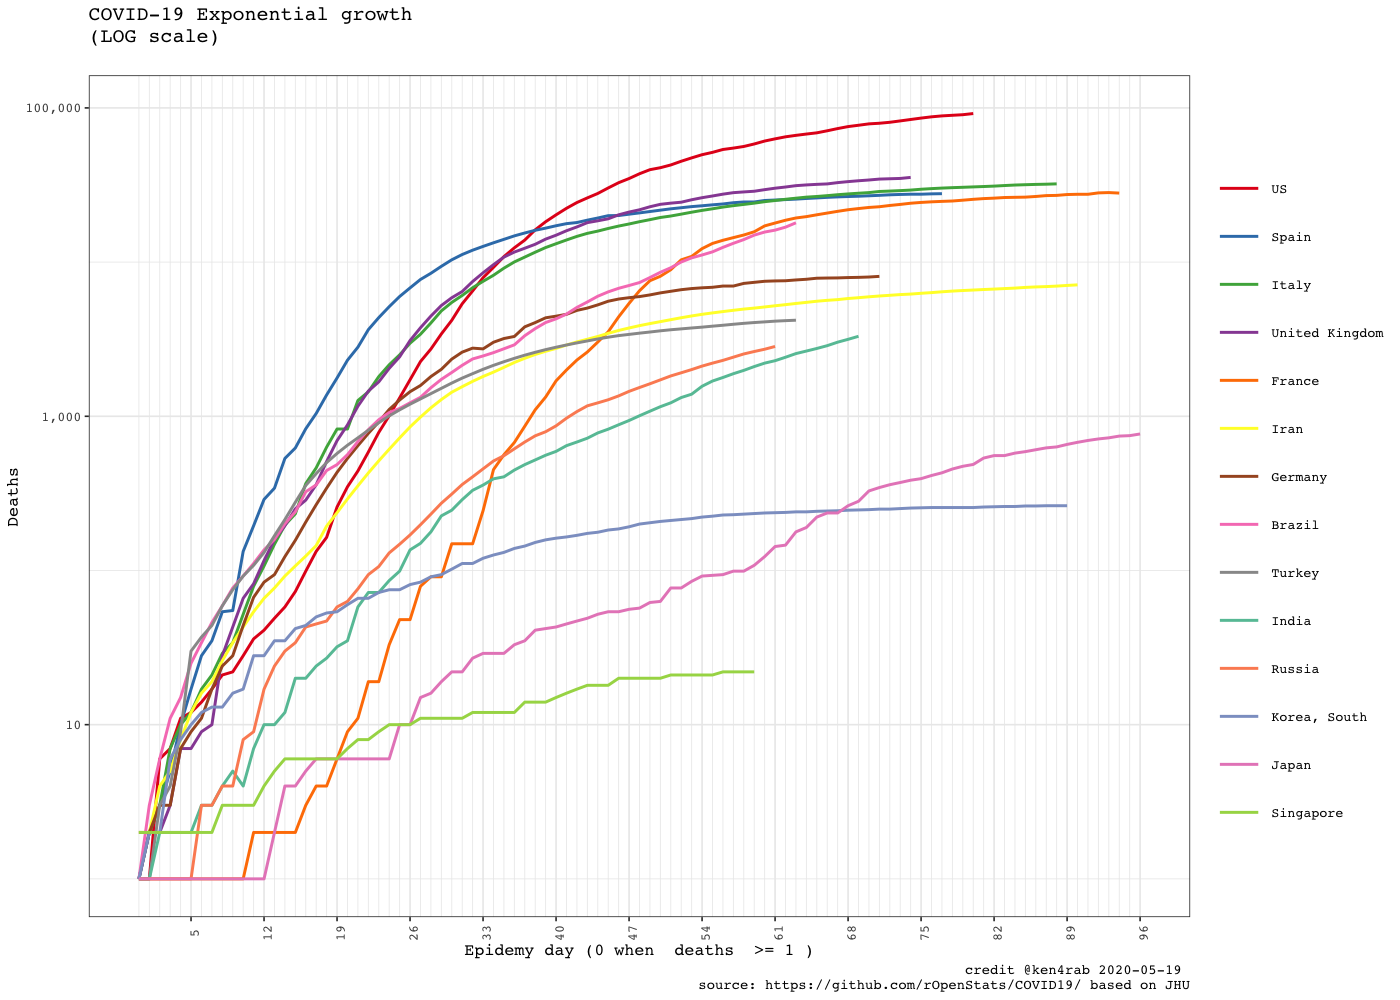 COVID-19 Exponential growth
(LOG scale)
100,000
1,000
10
Deaths
5 12 19 26 33 40 47 54 61 68 75 82 89 96
Epidemy day (0 when deaths >= 1 )
US
Spain
Italy
United Kingdom
France
Iran
Germany
Brazil
Turkey
India
Russia
Korea, South
Japan
Singapore
credit @ken4rab 2020-05-19
source: https://github.com/rOpenStats/COVID19/ based on JHU